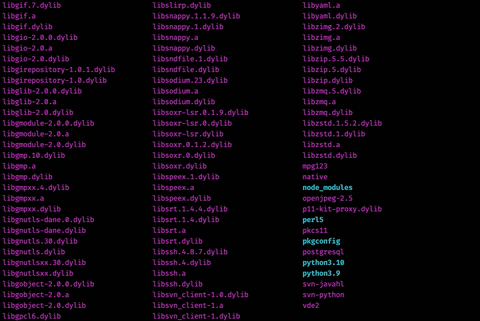 libgif.7.dylib
libgif.a
libgif.dylib
libgio-2.0.0.dylib
libgio-2.0.a
libgio-2.0.dylib
libgirepository-1.0.1.dylib
libgirepository-1.0.dylib
libglib-2.0.0.dylib
libglib-2.0.a
libglib-2.0.dylib
libgmodule-2.0.0.dylib
libgmodule-2.0.a
libgmodule-2.0.dylib
libgmp.10.dylib
libgmp.a
libgmp.dylib
libgmpxx.4.dylib
libgmpxx.a
libgmpxx.dylib
libgnutls-dane.0.dylib
libgnutls-dane.dylib
libgnutls.30.dylib
libgnutls.dylib
libgnutlsxx.30.dylib
libgnutlsxx.dylib
libgobject-2.0.0.dylib
libgobject-2.0.a
libgobject-2.0.dylib
libgpcl6.dylib
libslirp.dylib
libsnappy.1.1.9.dylib
libsnappy.1.dylib
libsnappy.a
libsnappy.dylib
libsndfile.1.dylib
libsndfile.dylib
libsodium.23.dylib
libsodium.a
libsodium.dylib
libsoxr-lsr.0.1.9.dylib
libsoxr-lsr.0.dylib
libsoxr-lsr.dylib
libsoxr.0.1.2.dylib
libsoxr.0.dylib
libsoxr.dylib
libspeex.1.dylib
libspeex.a
libspeex.dylib
libsrt.1.4.4.dylib
libsrt.1.4.dylib
libsrt.a
libsrt.dylib
libssh.4.8.7.dylib
libssh.4.dylib
libssh.a
libssh.dylib
libsvn_client-1.0.dylib
libsvn_client-1.a
libsvn_client-1.dylib
libyaml.a
libyaml.dylib
libzimg.2.dylib
libzimg.a
libzimg.dylib
libzip.5.5.dylib
libzip.5.dylib
libzip.dylib
libzmq.5.dylib
libzmq.a
libzmq.dylib
libzstd.1.5.2.dylib
libzstd.1.dylib
libzstd.a
libzstd.dylib
mpg123
native
node_modules
openjpeg-2.5
p11-kit-proxy.dylib
perl5
pkcs11
pkgconfig
postgresql
python3.10
python3.9
svn-javahl
svn-python
vde2